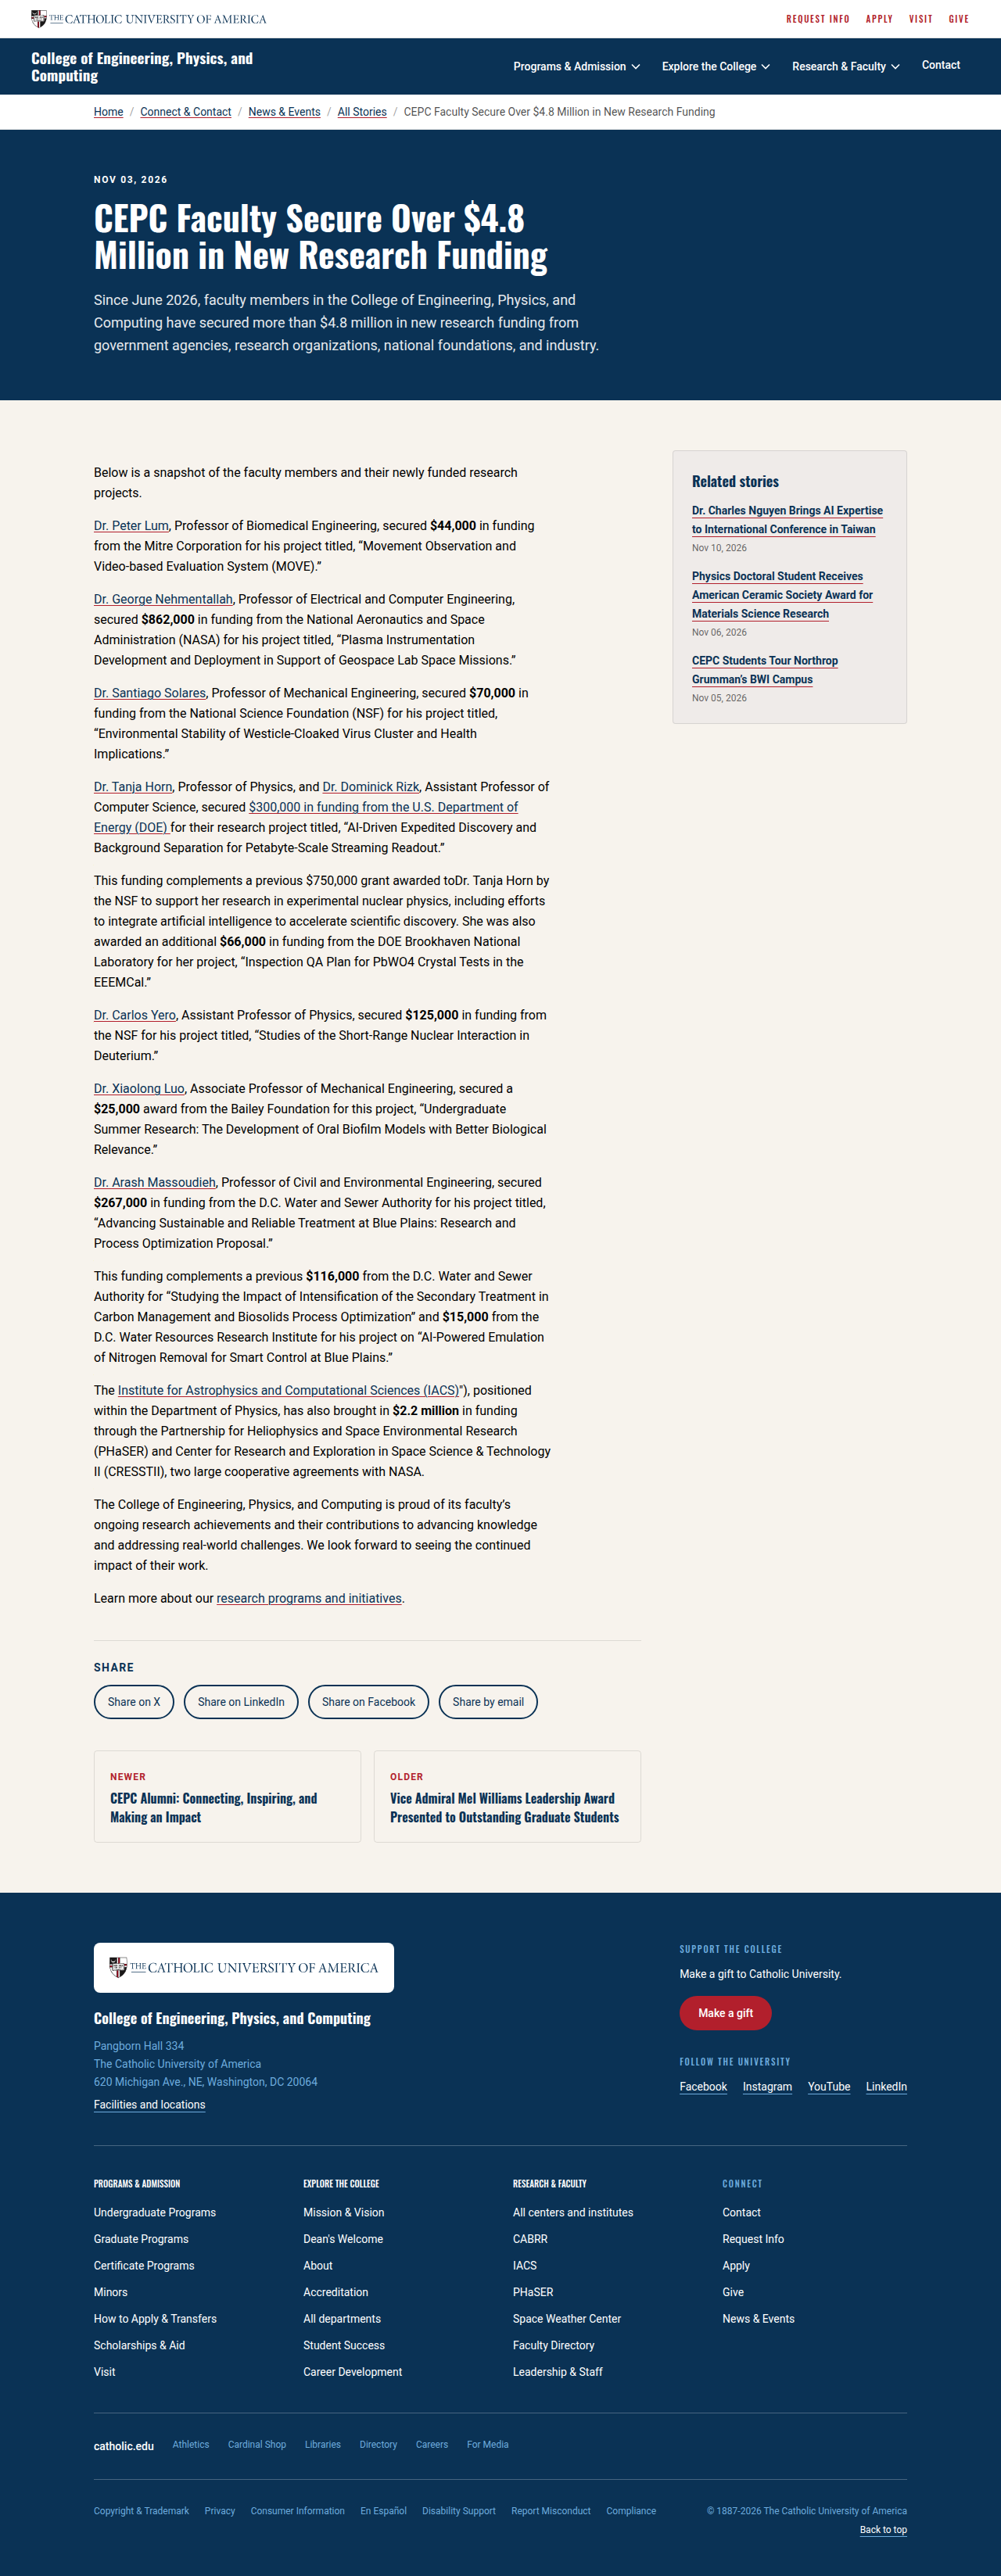 THE CATHOLIC UNIVERSITY OF AMERICA
REQUEST INFO APPLY VISIT GIVE
College of Engineering, Physics, and
Computing
Programs & Admission Explore the College Research & Faculty Contact
Home / Connect & Contact / News & Events / All Stories / CEPC Faculty Secure Over $4.8 Million in New Research Funding
NOV 03, 2026
CEPC Faculty Secure Over $4.8
Million in New Research Funding
Since June 2026, faculty members in the College of Engineering, Physics, and
Computing have secured more than $4.8 million in new research funding from
government agencies, research organizations, national foundations, and industry.
Below is a snapshot of the faculty members and their newly funded research
projects.
Dr. Peter Lum, Professor of Biomedical Engineering, secured $44,000 in funding
from the Mitre Corporation for his project titled, “Movement Observation and
Video-based Evaluation System (MOVE).”
Dr. George Nehmentallah, Professor of Electrical and Computer Engineering,
secured $862,000 in funding from the National Aeronautics and Space
Administration (NASA) for his project titled, “Plasma Instrumentation
Development and Deployment in Support of Geospace Lab Space Missions.”
Dr. Santiago Solares, Professor of Mechanical Engineering, secured $70,000 in
funding from the National Science Foundation (NSF) for his project titled,
“Environmental Stability of Westicle-Cloaked Virus Cluster and Health
Implications.”
Dr. Tanja Horn, Professor of Physics, and Dr. Dominick Rizk, Assistant Professor of
Computer Science, secured $300,000 in funding from the U.S. Department of
Energy (DOE) for their research project titled, “AI-Driven Expedited Discovery and
Background Separation for Petabyte-Scale Streaming Readout.”
This funding complements a previous $750,000 grant awarded toDr. Tanja Horn by
the NSF to support her research in experimental nuclear physics, including efforts
to integrate artificial intelligence to accelerate scientific discovery. She was also
awarded an additional $66,000 in funding from the DOE Brookhaven National
Laboratory for her project, “Inspection QA Plan for PbWO4 Crystal Tests in the
EEEMCal.”
Dr. Carlos Yero, Assistant Professor of Physics, secured $125,000 in funding from
the NSF for his project titled, “Studies of the Short-Range Nuclear Interaction in
Deuterium.”
Dr. Xiaolong Luo, Associate Professor of Mechanical Engineering, secured a
$25,000 award from the Bailey Foundation for this project, “Undergraduate
Summer Research: The Development of Oral Biofilm Models with Better Biological
Relevance.”
Dr. Arash Massoudieh, Professor of Civil and Environmental Engineering, secured
$267,000 in funding from the D.C. Water and Sewer Authority for his project titled,
“Advancing Sustainable and Reliable Treatment at Blue Plains: Research and
Process Optimization Proposal.”
This funding complements a previous $116,000 from the D.C. Water and Sewer
Authority for “Studying the Impact of Intensification of the Secondary Treatment in
Carbon Management and Biosolids Process Optimization” and $15,000 from the
D.C. Water Resources Research Institute for his project on “AI-Powered Emulation
of Nitrogen Removal for Smart Control at Blue Plains.”
The Institute for Astrophysics and Computational Sciences (IACS)"), positioned
within the Department of Physics, has also brought in $2.2 million in funding
through the Partnership for Heliophysics and Space Environmental Research
(PHaSER) and Center for Research and Exploration in Space Science & Technology
II (CRESSTII), two large cooperative agreements with NASA.
The College of Engineering, Physics, and Computing is proud of its faculty’s
ongoing research achievements and their contributions to advancing knowledge
and addressing real-world challenges. We look forward to seeing the continued
impact of their work.
Learn more about our research programs and initiatives.
Related stories
Dr. Charles Nguyen Brings AI Expertise
to International Conference in Taiwan
Nov 10, 2026
Physics Doctoral Student Receives
American Ceramic Society Award for
Materials Science Research
Nov 06, 2026
CEPC Students Tour Northrop
Grumman’s BWI Campus
Nov 05, 2026
SHARE
Share on X Share on LinkedIn Share on Facebook Share by email
NEWER
CEPC Alumni: Connecting, Inspiring, and
Making an Impact
OLDER
Vice Admiral Mel Williams Leadership Award
Presented to Outstanding Graduate Students
THE CATHOLIC UNIVERSITY OF AMERICA
College of Engineering, Physics, and Computing
Pangborn Hall 334
The Catholic University of America
620 Michigan Ave., NE, Washington, DC 20064
Facilities and locations
SUPPORT THE COLLEGE
Make a gift to Catholic University.
Make a gift
FOLLOW THE UNIVERSITY
Facebook Instagram YouTube LinkedIn
PROGRAMS & ADMISSION
Undergraduate Programs
Graduate Programs
Certificate Programs
Minors
How to Apply & Transfers
Scholarships & Aid
Visit
EXPLORE THE COLLEGE
Mission & Vision
Dean's Welcome
About
Accreditation
All departments
Student Success
Career Development
RESEARCH & FACULTY
All centers and institutes
CABRR
IACS
PHaSER
Space Weather Center
Faculty Directory
Leadership & Staff
CONNECT
Contact
Request Info
Apply
Give
News & Events
catholic.edu Athletics Cardinal Shop Libraries Directory Careers For Media
Copyright & Trademark Privacy Consumer Information En Español Disability Support Report Misconduct Compliance
© 1887-2026 The Catholic University of America
Back to top